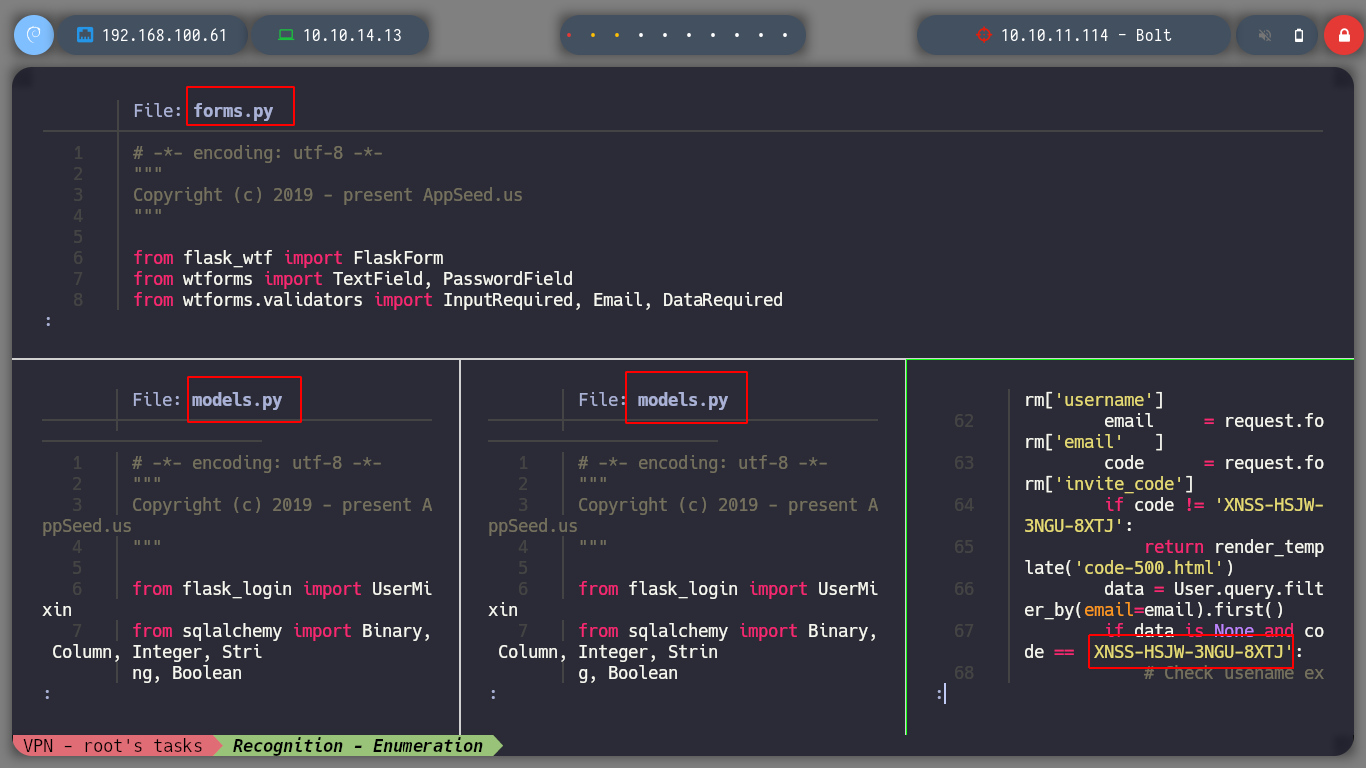 192.168.100.61
10.10.14.13
10.10.11.114 - Bolt
File: forms.py
1 # -*- encoding: utf-8 -*-
2 """
3 Copyright (c) 2019 - present AppSeed.us
4 """
5
6 from flask_wtf import FlaskForm
7 from wtforms import TextField, PasswordField
8 from wtforms.validators import InputRequired, Email, DataRequired
:
File: models.py
1 # -*- encoding: utf-8 -*-
2 """
3 Copyright (c) 2019 - present A
ppSeed.us
4 """
5
6 from flask_login import UserMi
xin
7 from sqlalchemy import Binary,
Column, Integer, Stri
ng, Boolean
:
File: models.py
1 # -*- encoding: utf-8 -*-
2 """
3 Copyright (c) 2019 - present A
ppSeed.us
4 """
5
6 from flask_login import UserMi
xin
7 from sqlalchemy import Binary,
Column, Integer, Strin
g, Boolean
:
rm['username']
62 email = request.fo
rm['email' ]
63 code = request.fo
rm['invite_code']
64 if code != 'XNSS-HSJW-
3NGU-8XTJ':
65 return render_temp
late('code-500.html')
66 data = User.query.filt
er_by(email=email).first()
67 if data is None and co
de == 'XNSS-HSJW-3NGU-8XTJ':
68 # Check usename ex
:
VPN - root's tasks
Recognition - Enumeration